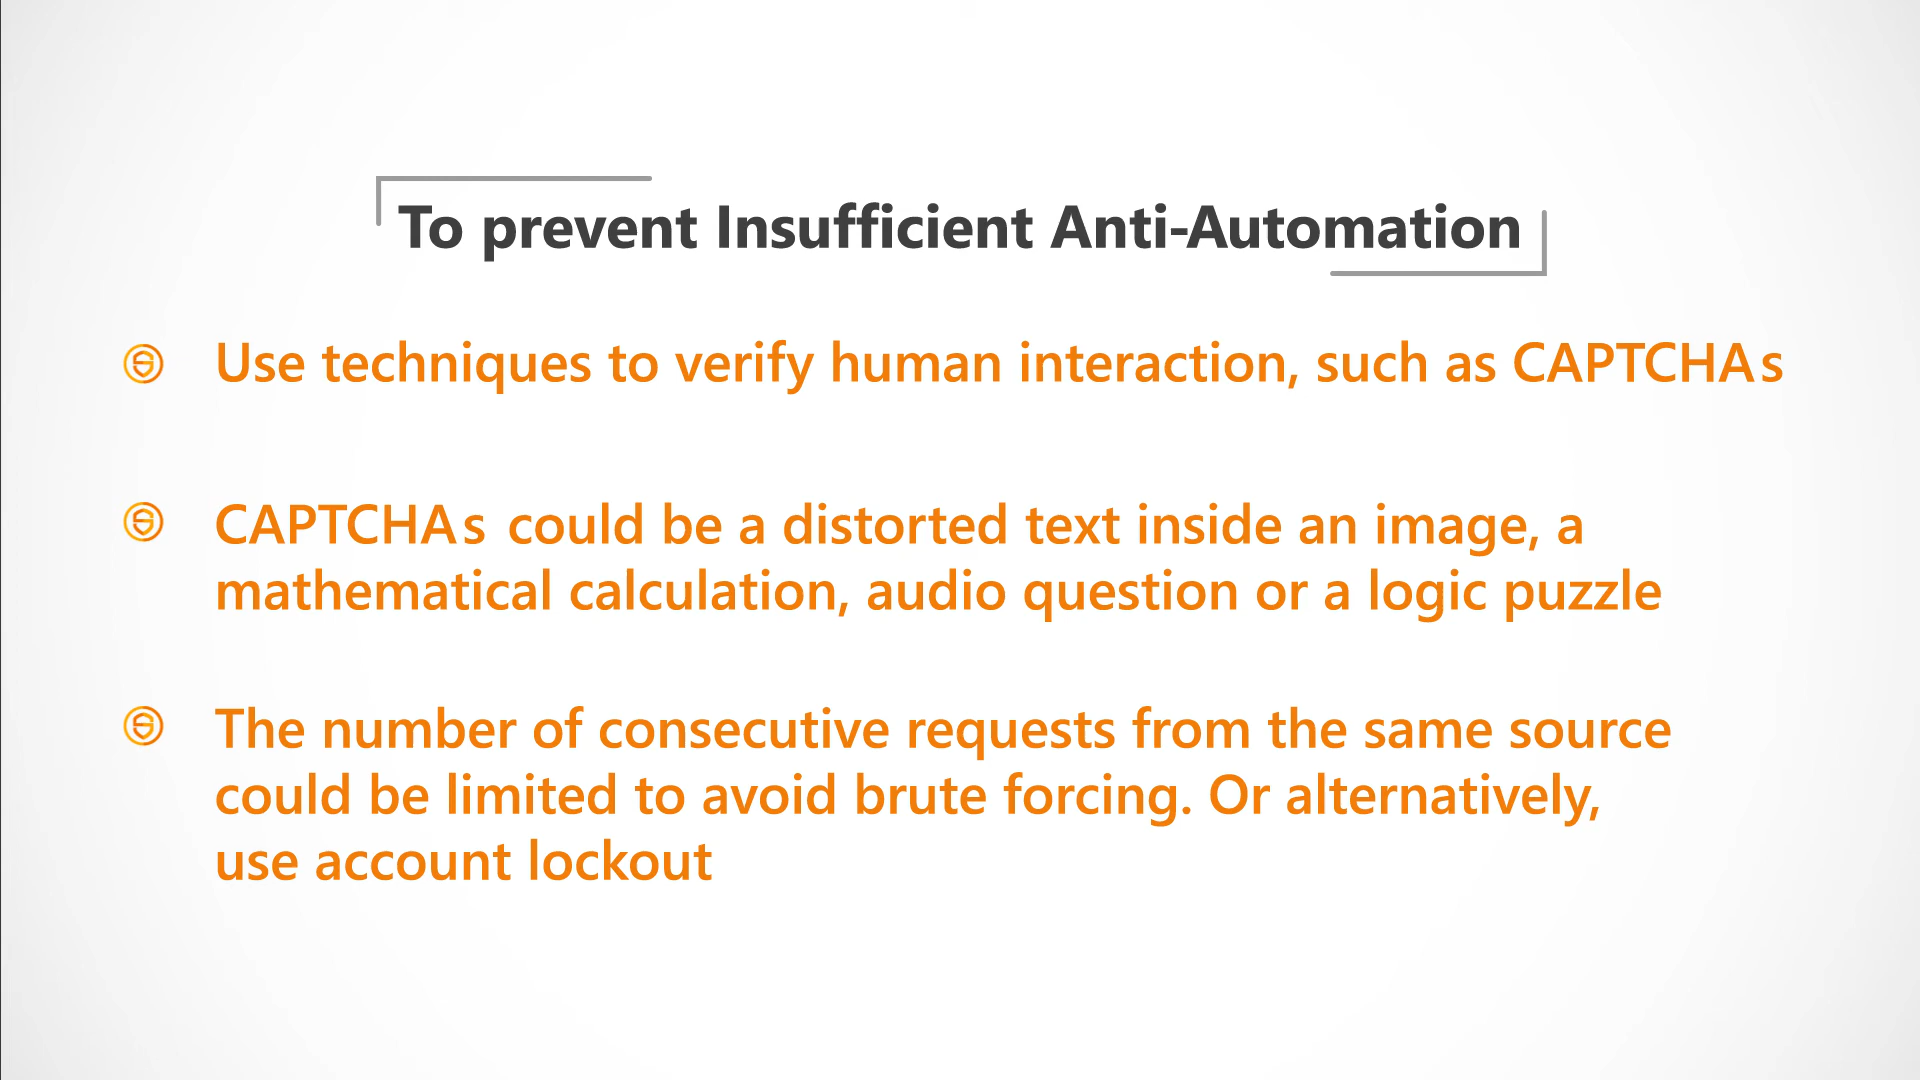 To prevent Insufficient Anti-Automation
Use techniques to verify human interaction, such as CAPTCHAs
CAPTCHAs could be a distorted text inside an image, a
mathematical calculation, audio question or a logic puzzle
The number of consecutive requests from the same source
could be limited to avoid brute forcing. Or alternatively,
use account lockout